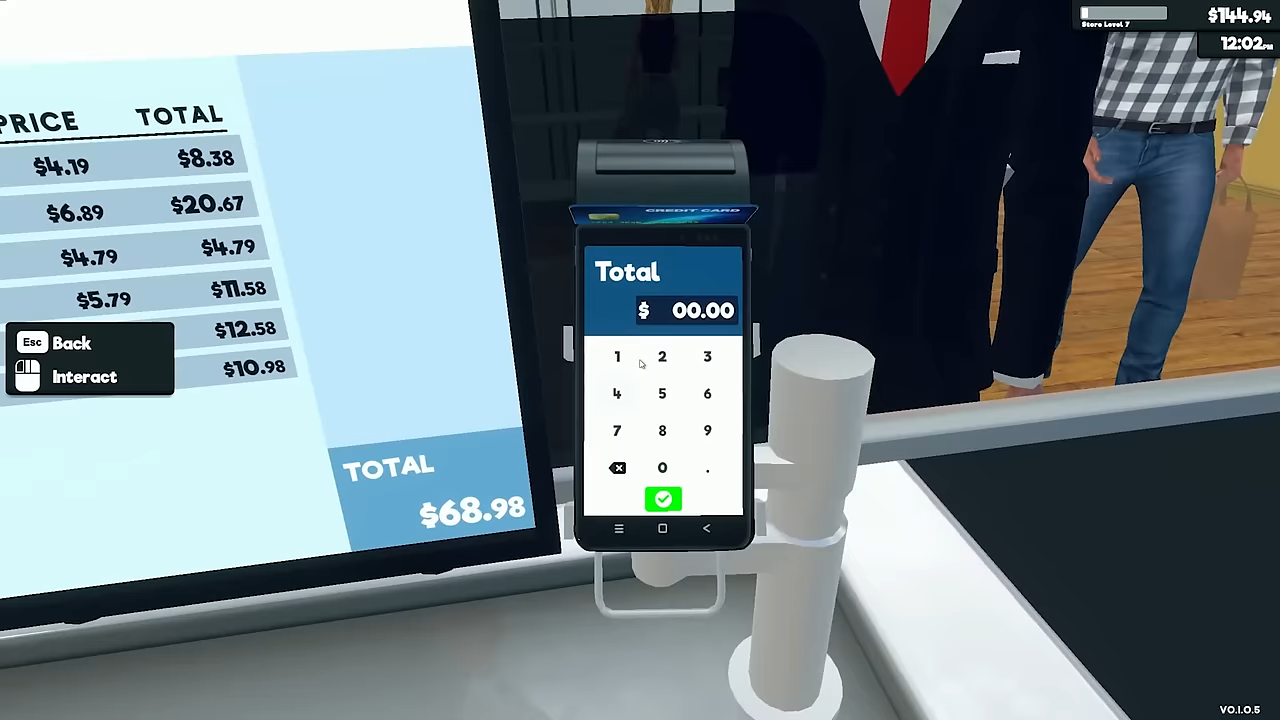 Store Level 7
$144.94
12:02PM
PRICE TOTAL
$4.19 $8.38
$6.89 $20.67
$4.79 $4.79
$5.79 $11.58
$12.58
$10.98
TOTAL
$68.98
Esc Back
Interact
CREDIT CARD
Total
$ 00.00
1 2 3
4 5 6
7 8 9
0 .
V0.1.0.5